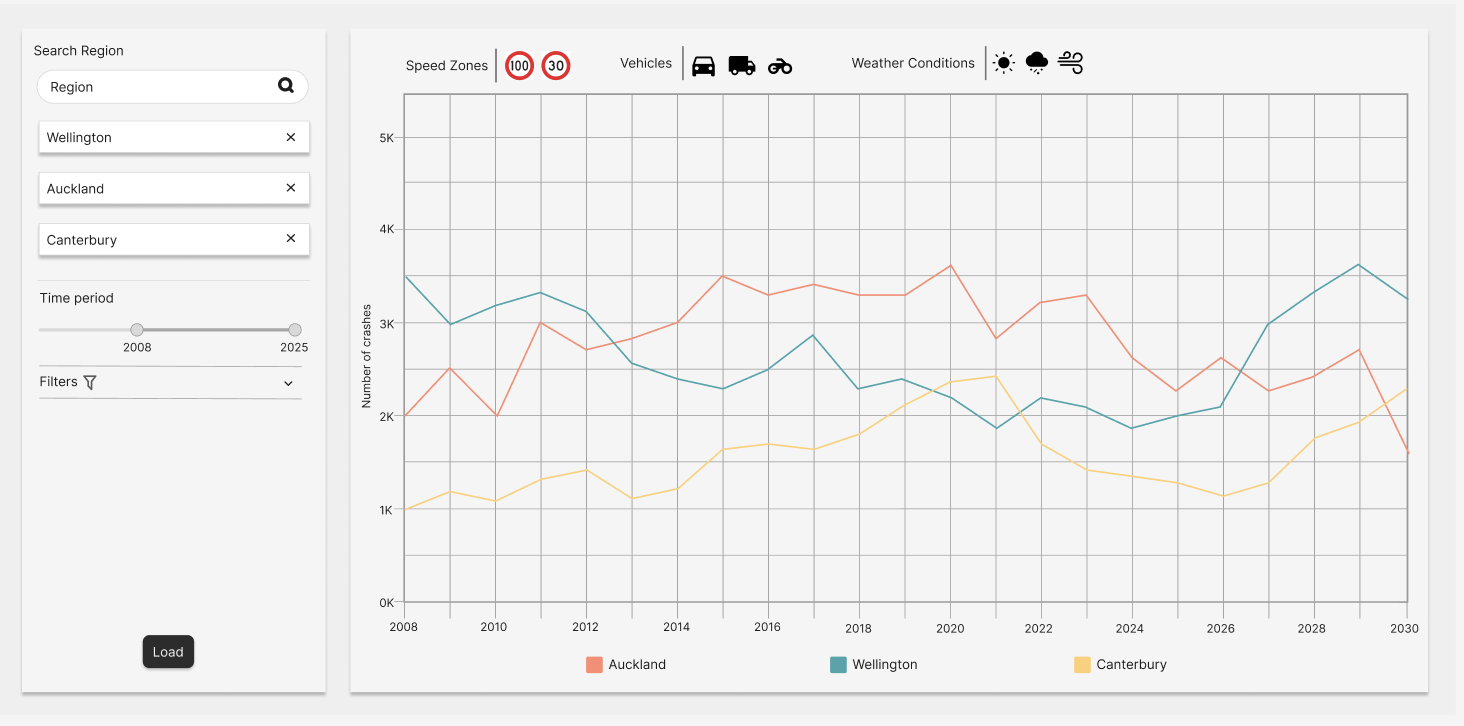 Search Region
Region
Wellington
Auckland
Canterbury
Time period
2008 2025
Filters
Load
Speed Zones 100 30 Vehicles Weather Conditions
Number of crashes
5K
4K
3K
2K
1K
0K
2008 2010 2012 2014 2016 2018 2020 2022 2024 2026 2028 2030
Auckland Wellington Canterbury